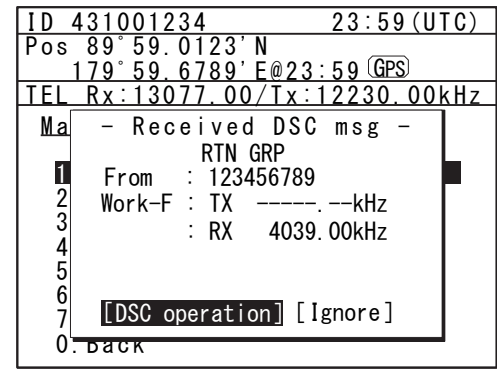 ID 431001234 23:59(UTC)
Pos 89°59.0123'N
179°59.6789'E@23:59 GPS
TEL Rx:13077.00/Tx:12230.00kHz
Ma
- Received DSC msg -
RTN GRP
1
From : 123456789
2
Work-F : TX -----.--kHz
3
: RX 4039.00kHz
4
5
6
7
[DSC operation] [Ignore]
0. Back